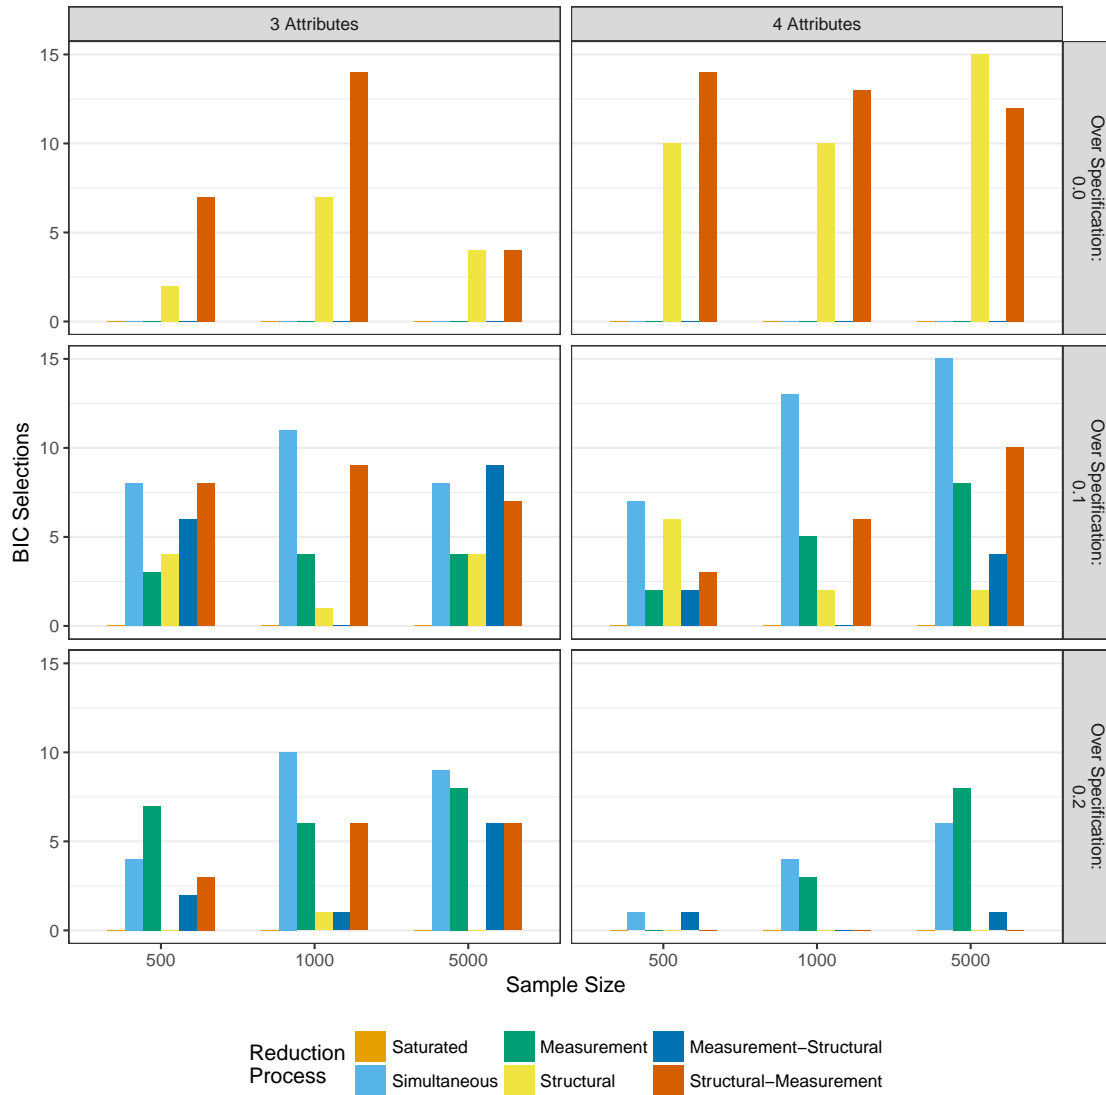 3 Attributes
4 Attributes
15
10
5
0
Over Specification:
0.0
15
10
5
0
Over Specification:
0.1
15
10
5
0
Over Specification:
0.2
BIC Selections
500
1000
5000
500
1000
5000
Sample Size
Reduction
Process
Saturated
Measurement
Measurement−Structural
Simultaneous
Structural
Structural−Measurement